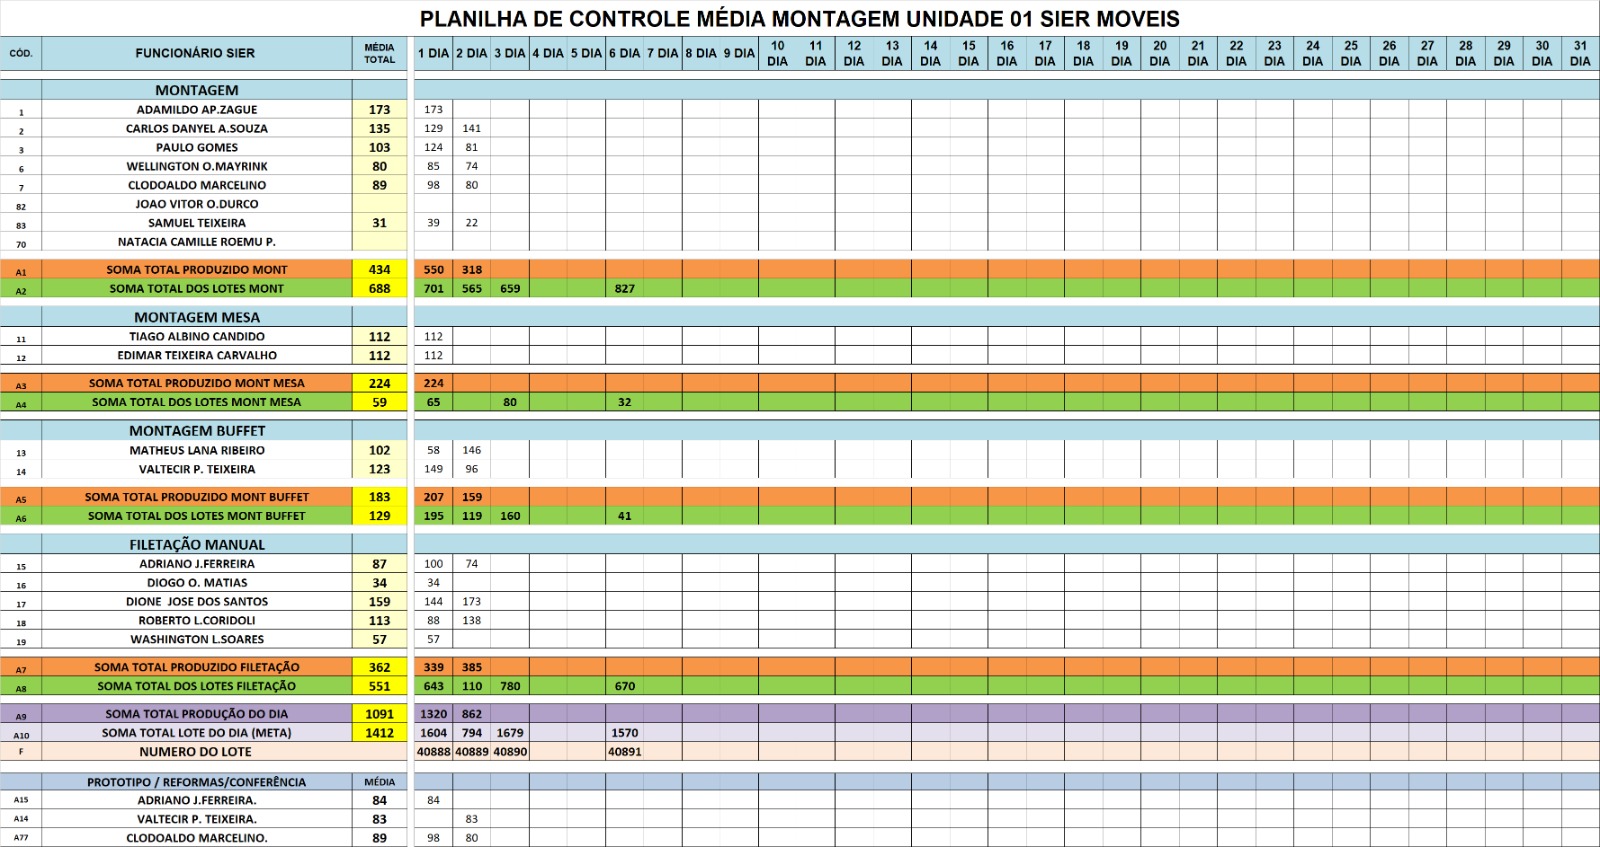 PLANILHA DE CONTROLE MÉDIA MONTAGEM UNIDADE 01 SIER MOVEIS
CÓD. FUNCIONÁRIO SIER MÉDIA TOTAL 1 DIA 2 DIA 3 DIA 4 DIA 5 DIA 6 DIA 7 DIA 8 DIA 9 DIA 10 DIA 11 DIA 12 DIA 13 DIA 14 DIA 15 DIA 16 DIA 17 DIA 18 DIA 19 DIA 20 DIA 21 DIA 22 DIA 23 DIA 24 DIA 25 DIA 26 DIA 27 DIA 28 DIA 29 DIA 30 DIA 31 DIA
MONTAGEM
1 ADAMILDO AP.ZAGUE 173 173
2 CARLOS DANYEL A.SOUZA 135 129 141
3 PAULO GOMES 103 124 81
6 WELLINGTON O.MAYRINK 80 85 74
7 CLODOALDO MARCELINO 89 98 80
82 JOAO VITOR O.DURCO
83 SAMUEL TEIXEIRA 31 39 22
70 NATACIA CAMILLE ROEMU P.
A1 SOMA TOTAL PRODUZIDO MONT 434 550 318
A2 SOMA TOTAL DOS LOTES MONT 688 701 565 659 827
MONTAGEM MESA
11 TIAGO ALBINO CANDIDO 112 112
12 EDIMAR TEIXEIRA CARVALHO 112 112
A3 SOMA TOTAL PRODUZIDO MONT MESA 224 224
A4 SOMA TOTAL DOS LOTES MONT MESA 59 65 80 32
MONTAGEM BUFFET
13 MATHEUS LANA RIBEIRO 102 58 146
14 VALTECIR P. TEIXEIRA 123 149 96
A5 SOMA TOTAL PRODUZIDO MONT BUFFET 183 207 159
A6 SOMA TOTAL DOS LOTES MONT BUFFET 129 195 119 160 41
FILETAÇÃO MANUAL
15 ADRIANO J.FERREIRA 87 100 74
16 DIOGO O. MATIAS 34 34
17 DIONE JOSE DOS SANTOS 159 144 173
18 ROBERTO L.CORIDOLI 113 88 138
19 WASHINGTON L.SOARES 57 57
A7 SOMA TOTAL PRODUZIDO FILETAÇÃO 362 339 385
A8 SOMA TOTAL DOS LOTES FILETAÇÃO 551 643 110 780 670
A9 SOMA TOTAL PRODUÇÃO DO DIA 1091 1320 862
A10 SOMA TOTAL LOTE DO DIA (META) 1412 1604 794 1679 1570
F NUMERO DO LOTE 40888 40889 40890 40891
PROTOTIPO / REFORMAS/CONFERÊNCIA MÉDIA
A15 ADRIANO J.FERREIRA. 84 84
A14 VALTECIR P. TEIXEIRA. 83 83
A77 CLODOALDO MARCELINO. 89 98 80